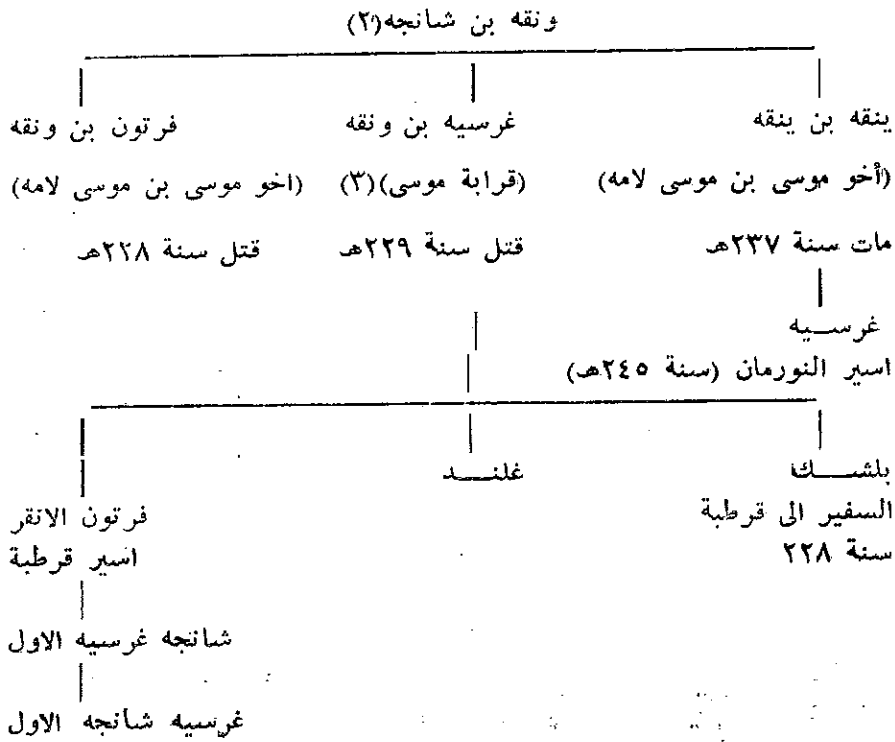 ونقه بن شانجه(٢)
ينقه بن ينقه غرسيه بن ونقه فرتون بن ونقه
(أخو موسى بن موسى لامه) (قرابة موسى)(٣) (اخو موسى بن موسى لامه)
مات سنة ٢٣٧هـ قتل سنة ٢٢٩هـ قتل سنة ٢٢٨هـ
غرسيه
اسير النورمان (سنة ٢٤٥هـ)
بلشك غلند
السفير الى قرطبة فرتون الانقر
سنة ٢٢٨ اسير قرطبة
شانجه غرسيه الاول
غرسيه شانجه الاول